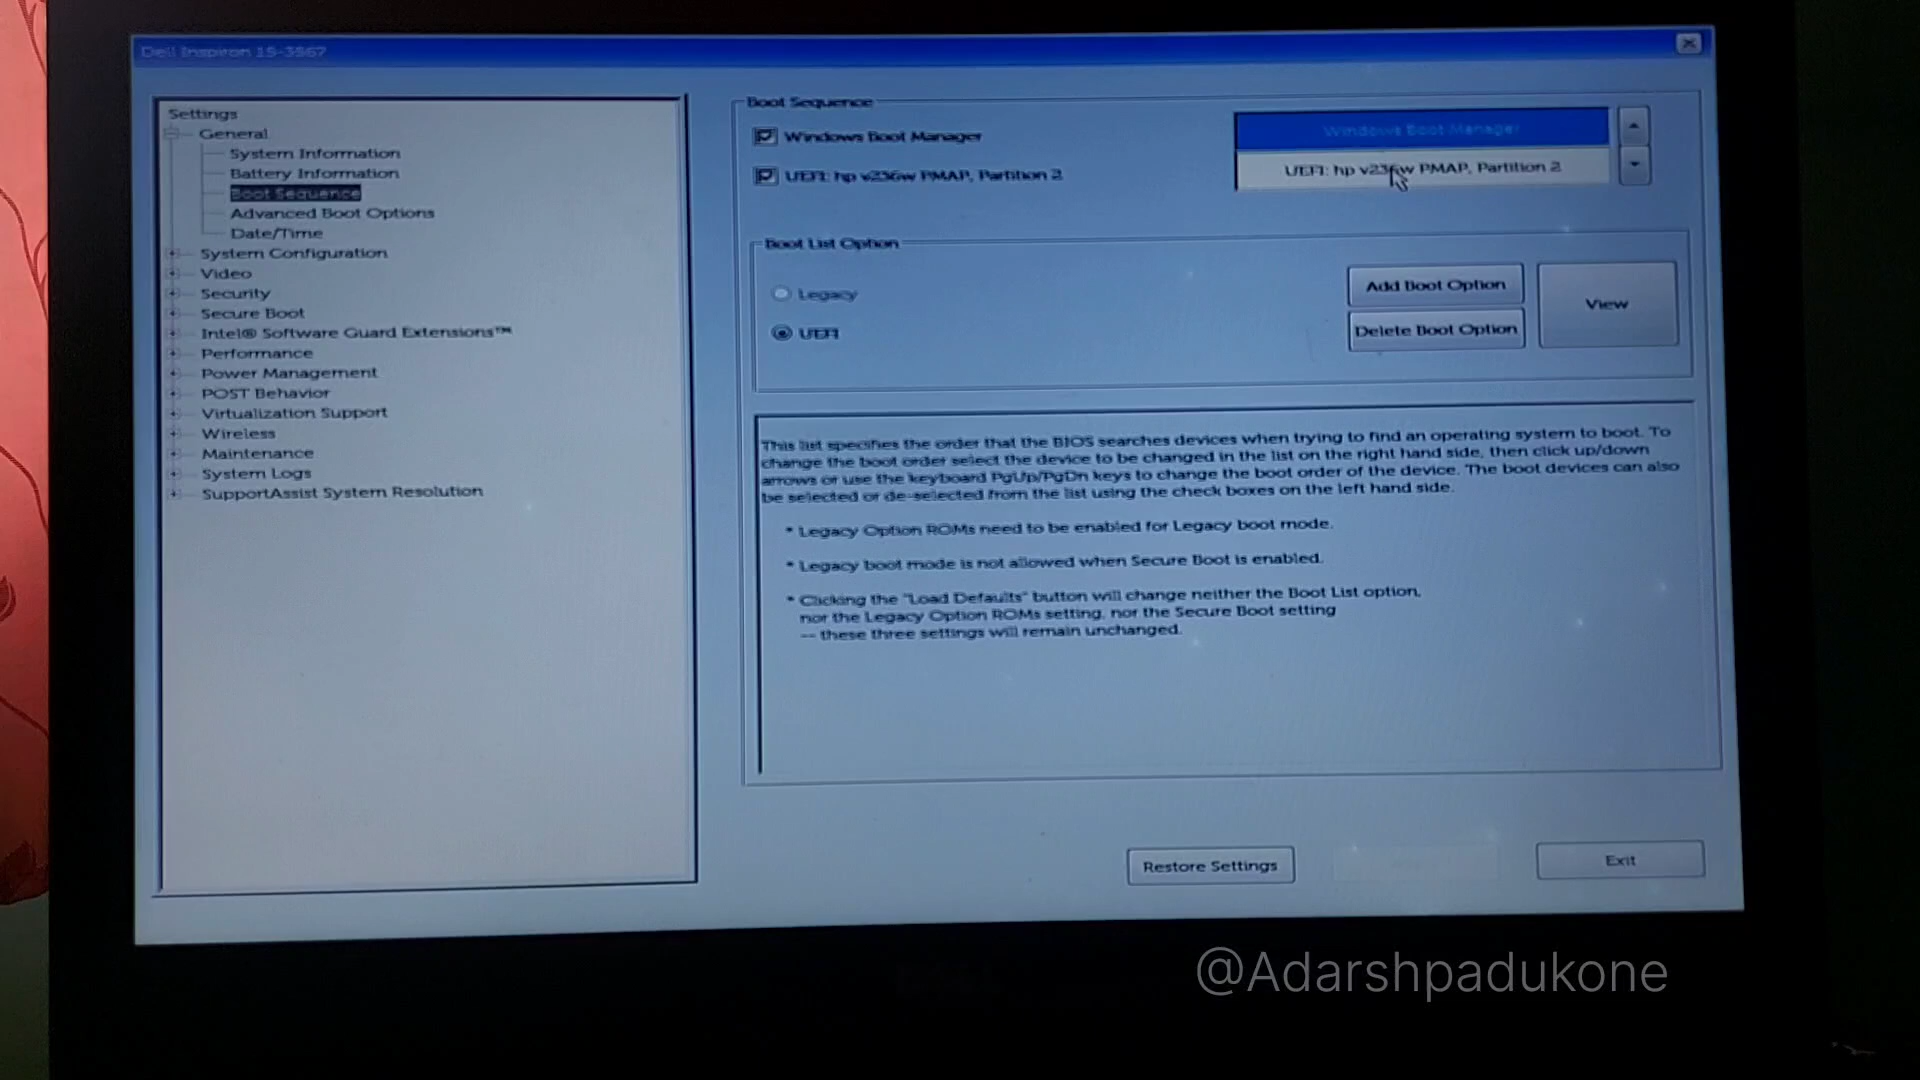 Dell Inspiron 15-3567
Settings
General
System Information
Battery Information
Boot Sequence
Advanced Boot Options
Date/Time
System Configuration
Video
Security
Secure Boot
Intel® Software Guard Extensions™
Performance
Power Management
POST Behavior
Virtualization Support
Wireless
Maintenance
System Logs
SupportAssist System Resolution
Boot Sequence
Windows Boot Manager
UEFI: hp v236w PMAP, Partition 2
Windows Boot Manager
UEFI: hp v236w PMAP, Partition 2
Boot List Option
Legacy
UEFI
Add Boot Option
Delete Boot Option
View
This list specifies the order that the BIOS searches devices when trying to find an operating system to boot. To
change the boot order select the device to be changed in the list on the right hand side, then click up/down
arrows or use the keyboard PgUp/PgDn keys to change the boot order of the device. The boot devices can also
be selected or de-selected from the list using the check boxes on the left hand side.
* Legacy Option ROMs need to be enabled for Legacy boot mode.
* Legacy boot mode is not allowed when Secure Boot is enabled.
* Clicking the "Load Defaults" button will change neither the Boot List option,
nor the Legacy Option ROMs setting, nor the Secure Boot setting
-- these three settings will remain unchanged.
Restore Settings
Exit
@Adarshpadukone